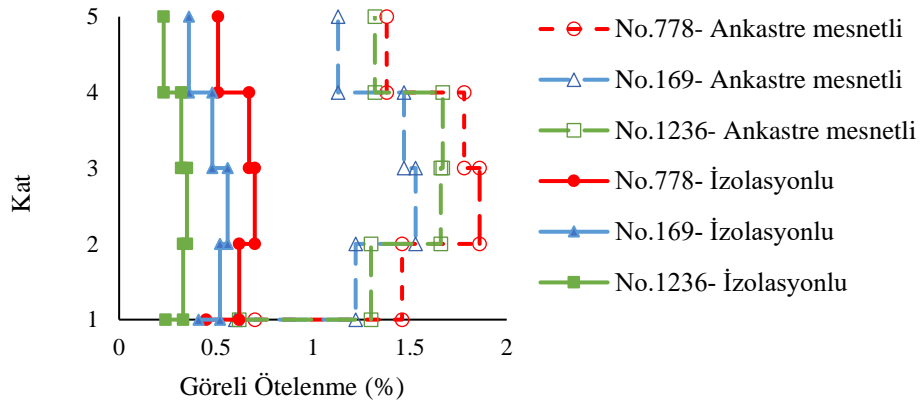 5
4
3
2
1
Kat
0
0.5
1
1.5
2
Göreli Ötelenme (%)
No.778- Ankastre mesnetli
No.169- Ankastre mesnetli
No.1236- Ankastre mesnetli
No.778- İzolasyonlu
No.169- İzolasyonlu
No.1236- İzolasyonlu